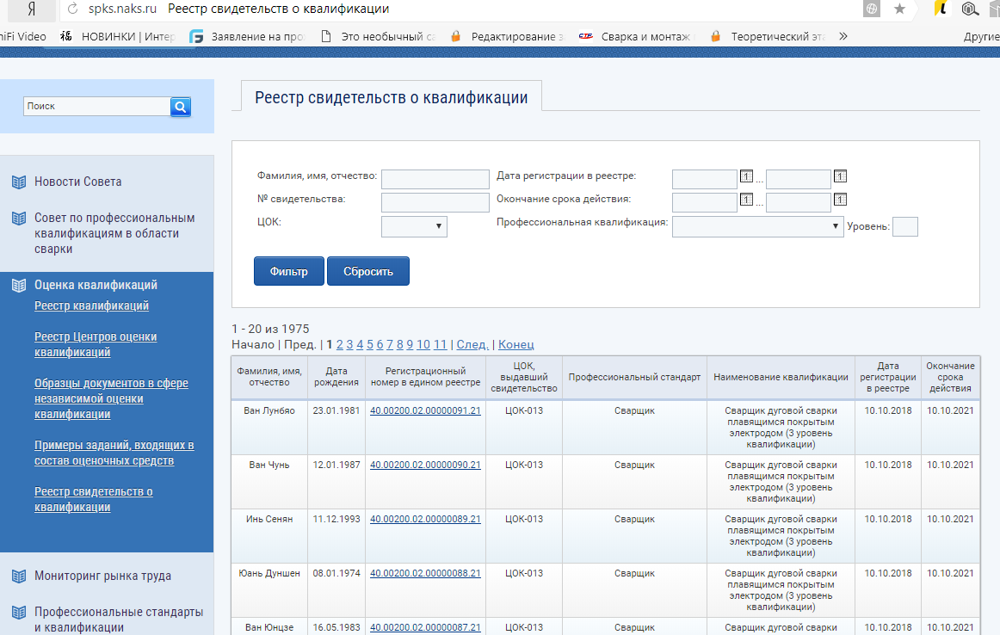 Я spks.naks.ru Реестр свидетельств о квалификации
Video НОВИНКИ | Интер Заявление на про Это необычный са Редактирование Сварка и монтаж Теоретический эта » Другие
Поиск
Новости Совета
Совет по профессиональным
квалификациям в области
сварки
Оценка квалификаций
Реестр квалификаций
Реестр Центров оценки
квалификаций
Образцы документов в сфере
независимой оценки
квалификации
Примеры заданий, входящих в
состав оценочных средств
Реестр свидетельств о
квалификации
Мониторинг рынка труда
Профессиональные стандарты
и квалификации
Реестр свидетельств о квалификации
Фамилия, имя, отчество: Дата регистрации в реестре: ...
№ свидетельства: Окончание срока действия: ...
ЦОК: Профессиональная квалификация: Уровень:
Фильтр Сбросить
1 - 20 из 1975
Начало | Пред. | 1 2 3 4 5 6 7 8 9 10 11 | След. | Конец
Фамилия, имя,
отчество
Дата
рождения
Регистрационный
номер в едином реестре
ЦОК,
выдавший
свидетельство
Профессиональный стандарт
Наименование квалификации
Дата
регистрации
в реестре
Окончание
срока
действия
Ван Лунбяо 23.01.1981 40.00200.02.00000091.21 ЦОК-013 Сварщик Сварщик дуговой сварки 10.10.2018 10.10.2021
плавящимся покрытым
электродом (3 уровень
квалификации)
Ван Чунь 12.01.1987 40.00200.02.00000090.21 ЦОК-013 Сварщик Сварщик дуговой сварки 10.10.2018 10.10.2021
плавящимся покрытым
электродом (3 уровень
квалификации)
Инь Сенян 11.12.1993 40.00200.02.00000089.21 ЦОК-013 Сварщик Сварщик дуговой сварки 10.10.2018 10.10.2021
плавящимся покрытым
электродом (3 уровень
квалификации)
Юань Дуншен 08.01.1974 40.00200.02.00000088.21 ЦОК-013 Сварщик Сварщик дуговой сварки 10.10.2018 10.10.2021
плавящимся покрытым
электродом (3 уровень
квалификации)
Ван Юнцзе 16.05.1983 40.00200.02.00000087.21 ЦОК-013 Сварщик Сварщик дуговой сварки 10.10.2018 10.10.2021